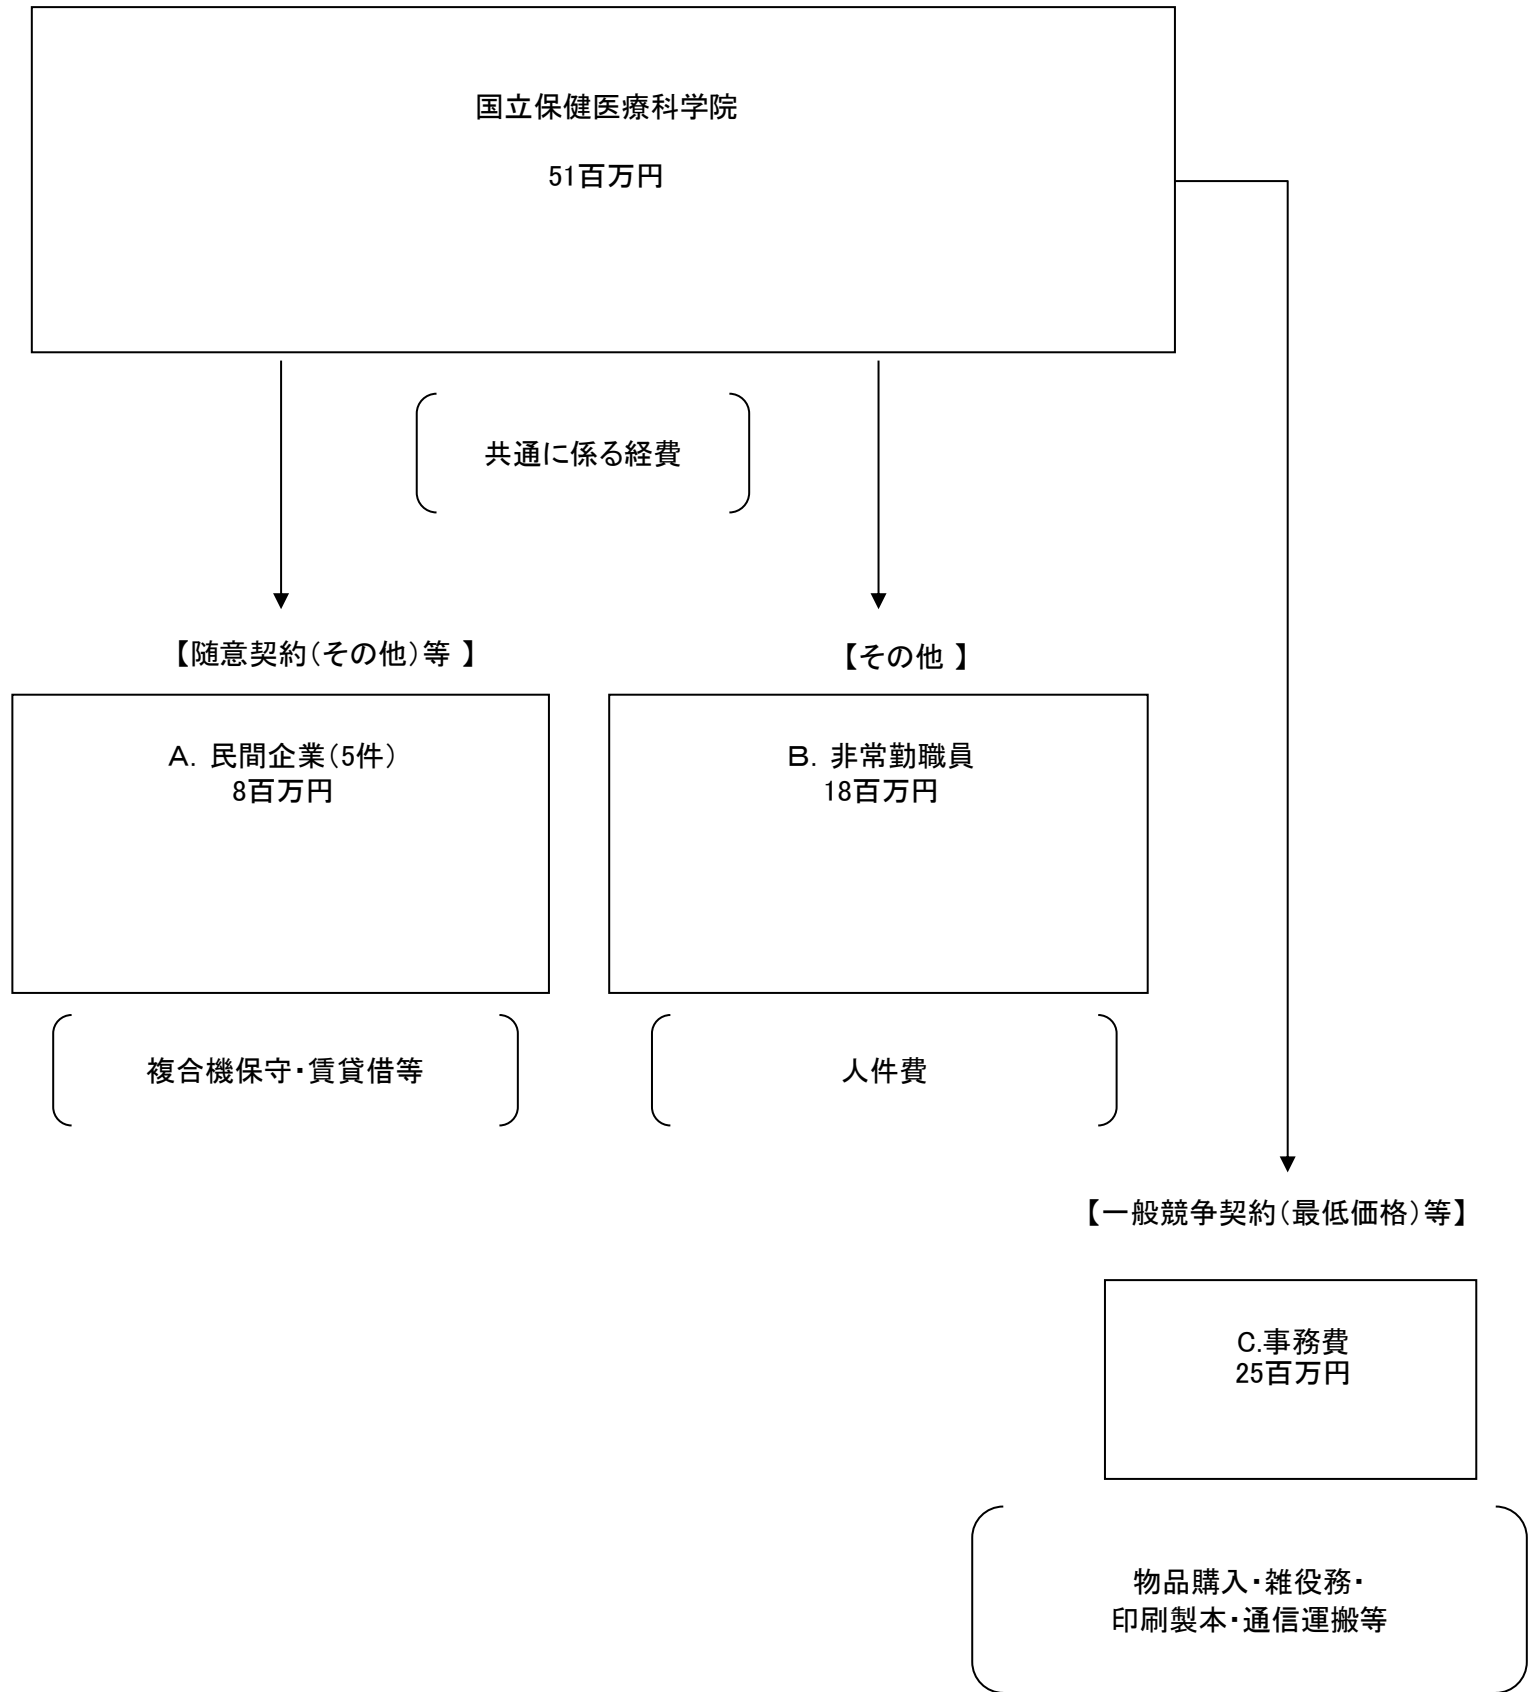 国立保健医療科学院
51百万円
共通に係る経費
【随意契約（その他）等 】
【その他 】
A．民間企業（5件）
8百万円
B．非常勤職員
18百万円
複合機保守・賃貸借等
人件費
【一般競争契約（最低価格）等】
C.事務費
25百万円
物品購入・雑役務・
印刷製本・通信運搬等